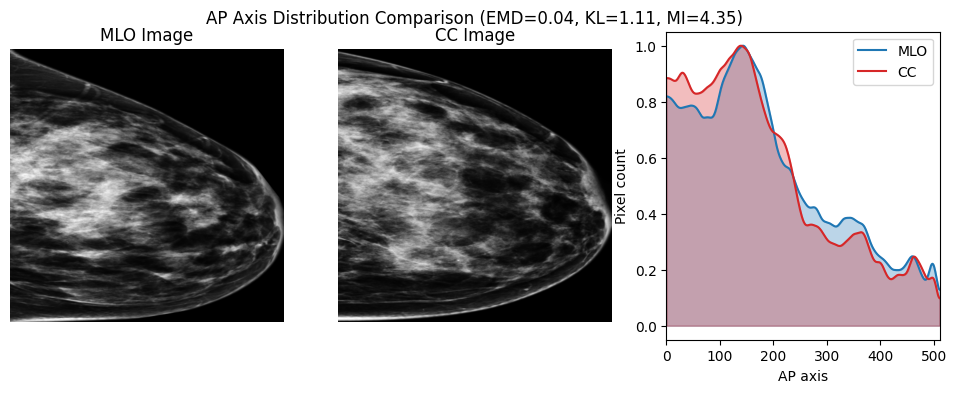 AP Axis Distribution Comparison (EMD=0.04, KL=1.11, MI=4.35)
MLO Image
CC Image
MLO
CC
Pixel count
1.0
0.8
0.6
0.4
0.2
0.0
0 100 200 300 400 500
AP axis